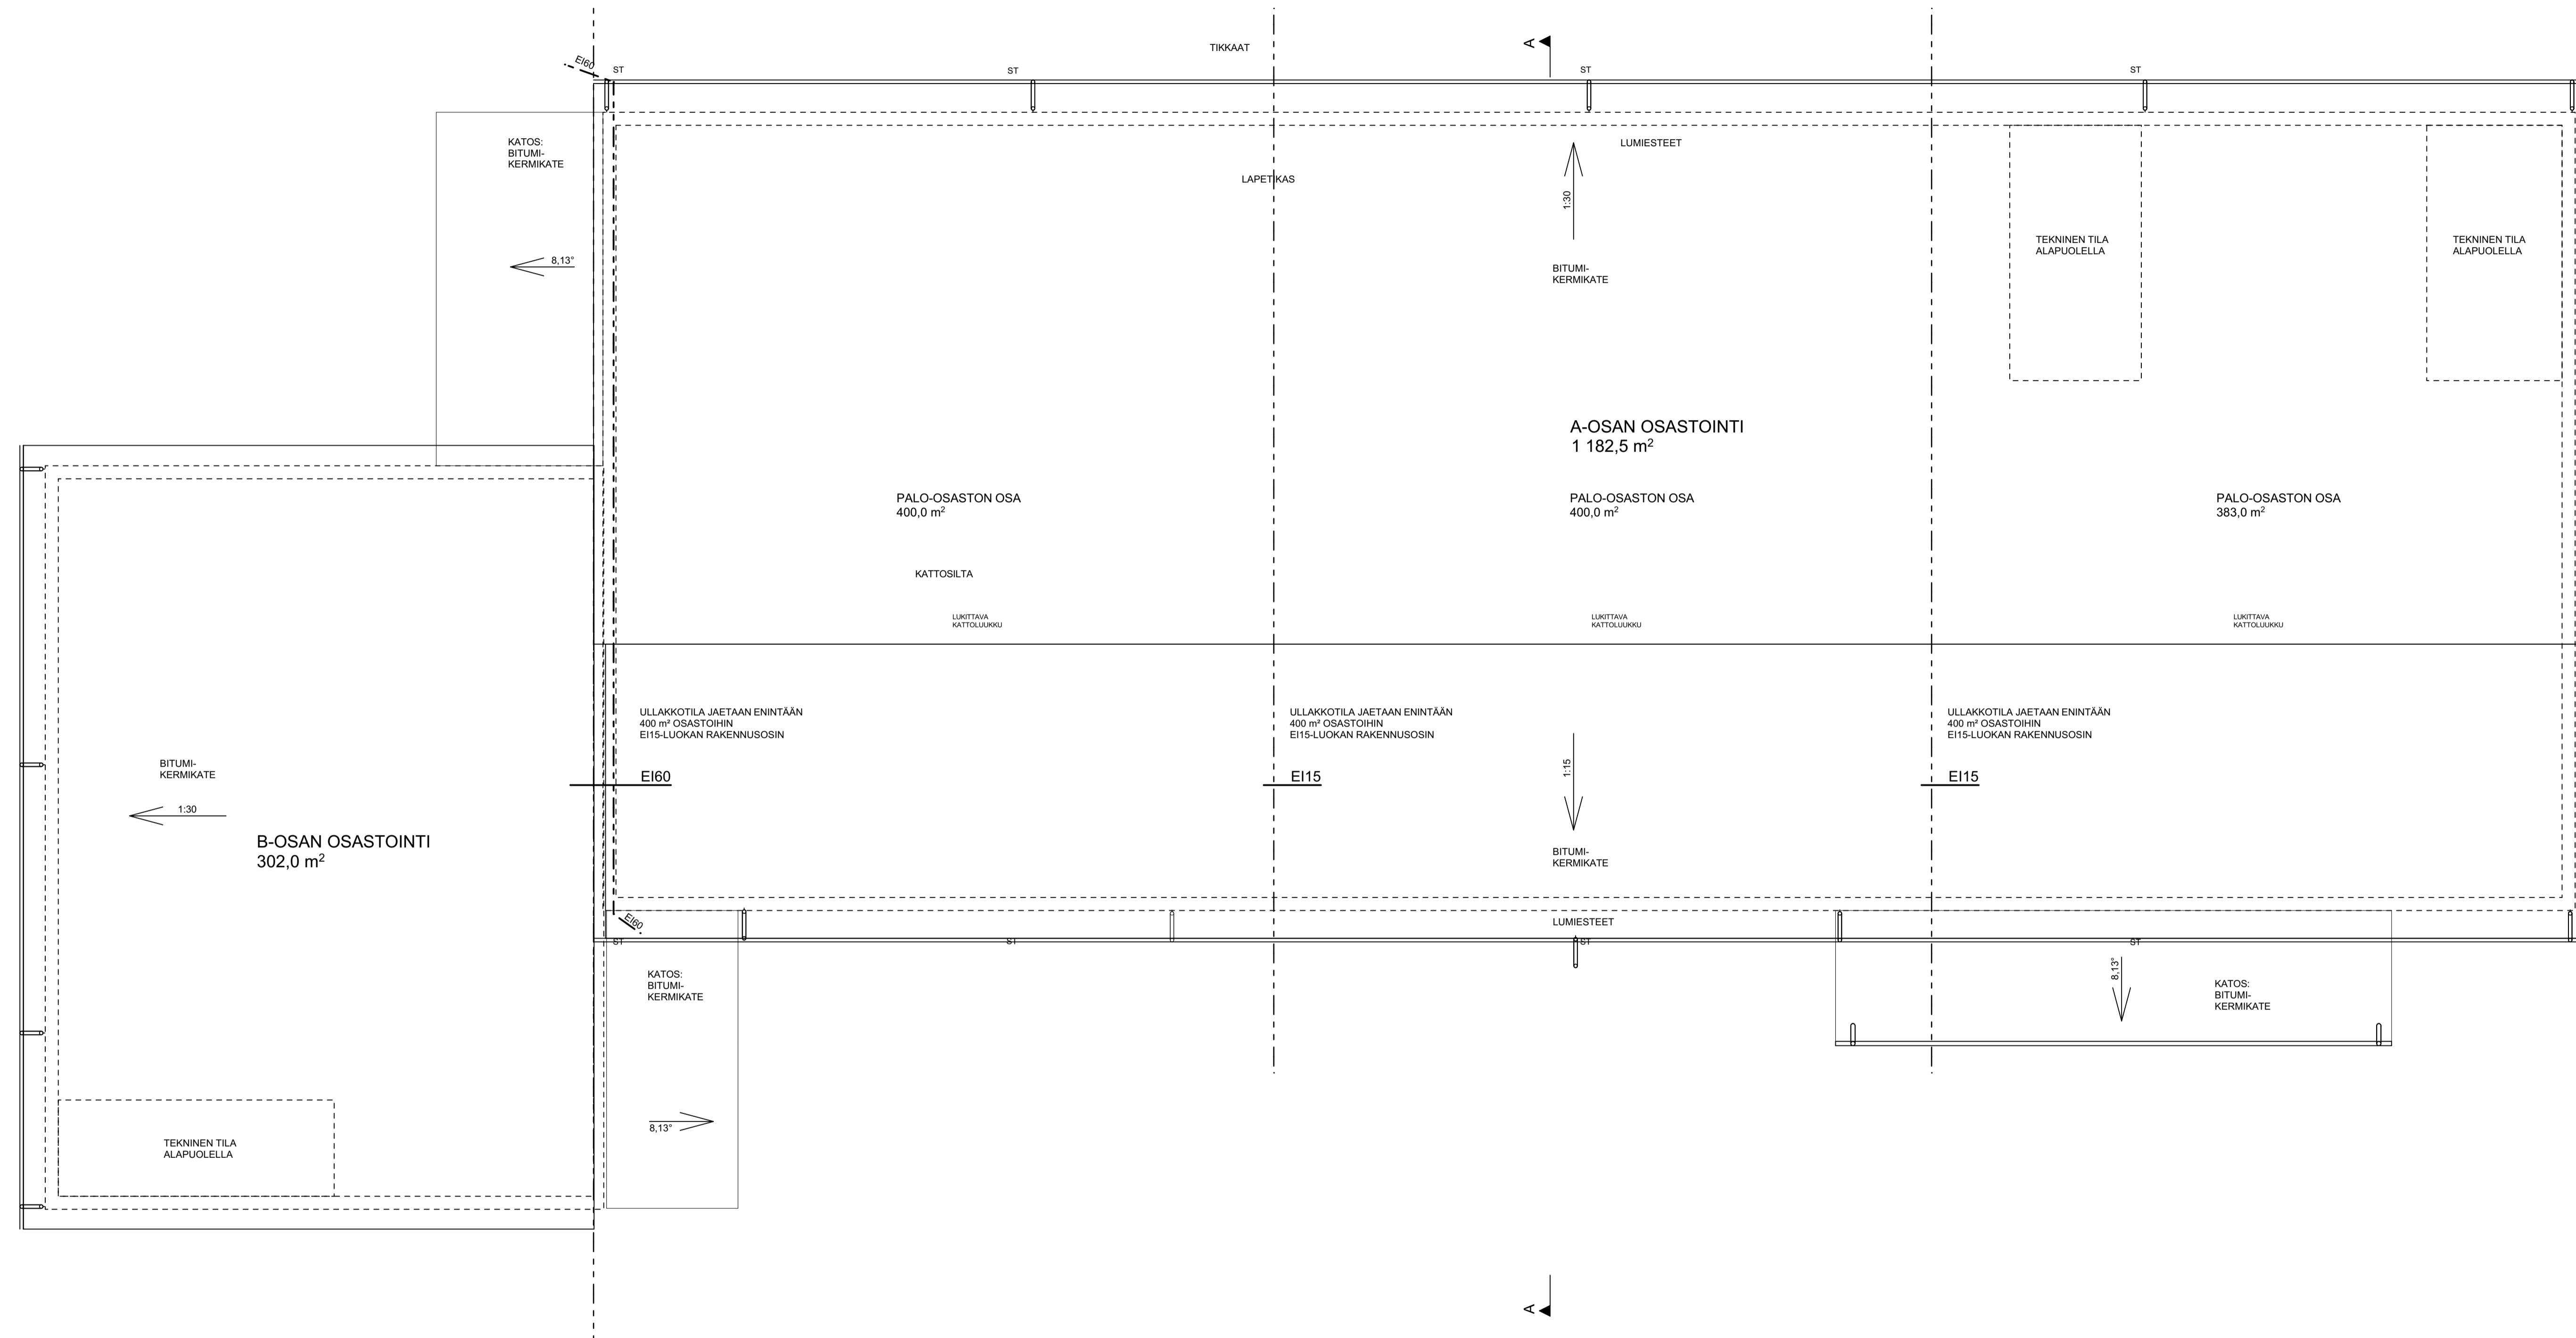 TIKKAAT
A
EI60
ST
ST
ST
ST
KATOS:
BITUMI-
KERMIKATE
LUMIESTEET
LAPETIKAS
1:30
8,13°
TEKNINEN TILA
ALAPUOLELLA
TEKNINEN TILA
ALAPUOLELLA
BITUMI-
KERMIKATE
A-OSAN OSASTOINTI
1 182,5 m²
PALO-OSASTON OSA
400,0 m²
PALO-OSASTON OSA
400,0 m²
PALO-OSASTON OSA
383,0 m²
KATTOSILTA
LUKITTAVA
KATTOLUUKKU
LUKITTAVA
KATTOLUUKKU
LUKITTAVA
KATTOLUUKKU
ULLAKKOTILA JAETAAN ENINTÄÄN
400 m² OSASTOIHIN
EI15-LUOKAN RAKENNUSOSIN
ULLAKKOTILA JAETAAN ENINTÄÄN
400 m² OSASTOIHIN
EI15-LUOKAN RAKENNUSOSIN
ULLAKKOTILA JAETAAN ENINTÄÄN
400 m² OSASTOIHIN
EI15-LUOKAN RAKENNUSOSIN
BITUMI-
KERMIKATE
1:30
EI60
EI15
1:15
EI15
B-OSAN OSASTOINTI
302,0 m²
BITUMI-
KERMIKATE
EI60
LUMIESTEET
ST
ST
ST
ST
KATOS:
BITUMI-
KERMIKATE
8,13°
KATOS:
BITUMI-
KERMIKATE
8,13°
TEKNINEN TILA
ALAPUOLELLA
A